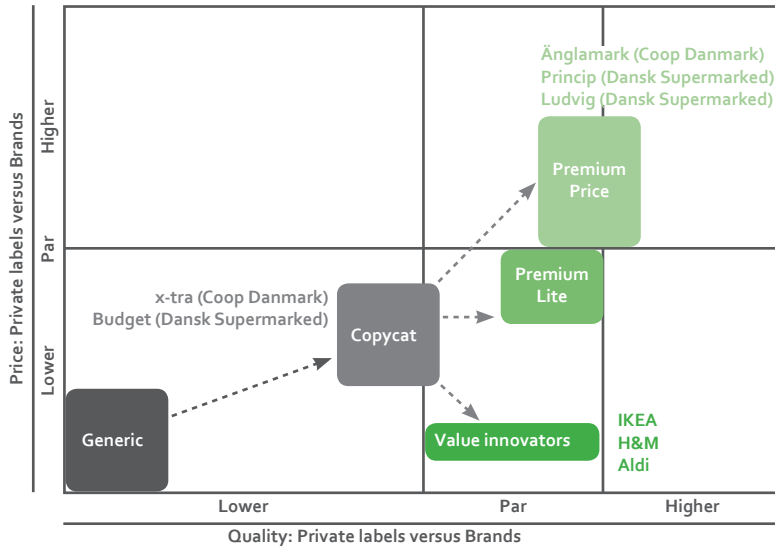 Änglamark (Coop Danmark)
Princip (Dansk Supermarked)
Ludvig (Dansk Supermarked)
Premium
Price
Premium
Lite
x-tra (Coop Danmark)
Budget (Dansk Supermarked)
Copycat
Generic
Value innovators
IKEA
H&M
Aldi
Price: Private labels versus Brands
Higher
Par
Lower
Lower
Par
Higher
Quality: Private labels versus Brands